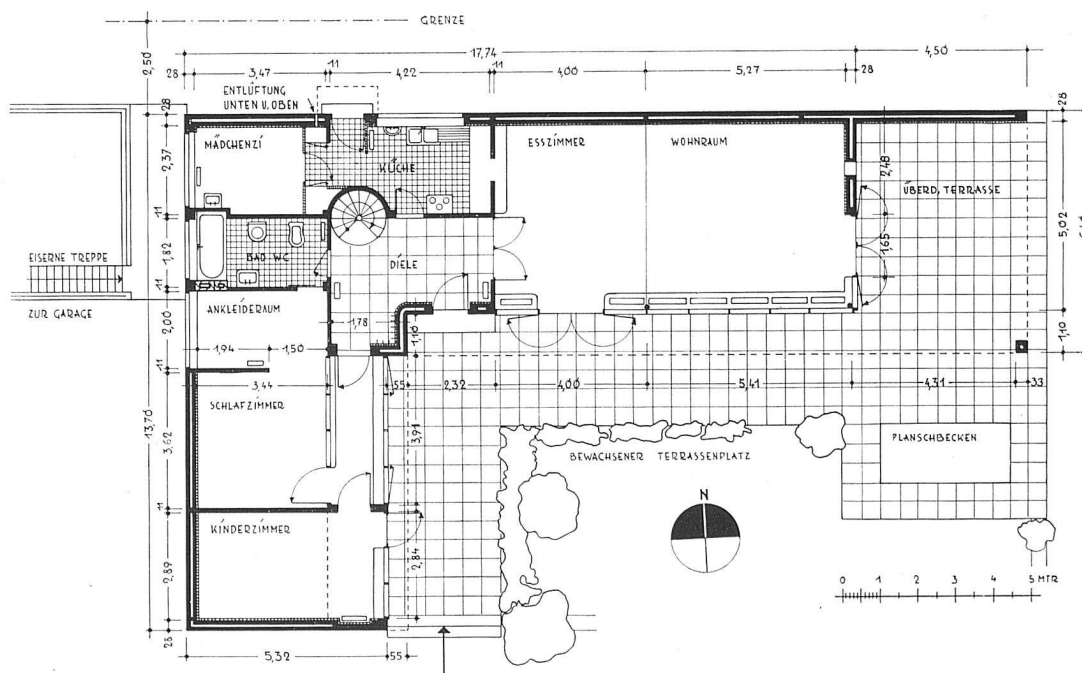 GRENZE
2,50
17,74
4,50
28
3,47
11
4,22
11
4,00
5,27
28
ENTLÜFTUNG
UNTEN U. OBEN
28
28
MÄDCHENZI
KÜCHE
ESSZIMMER
WOHNRAUM
2,37
2,48
ÜBERD. TERRASSE
11
5,02
1,82
BAD WC
DIELE
1,65
EISERNE TREPPE
11
ZUR GARAGE
ANKLEIDERAUM
2,00
1,78
1,10
1,10
1,94
1,50
11
3,44
55
2,32
4,00
5,41
4,31
33
SCHLAFZIMMER
13,70
3,62
3,91
PLANSCHBECKEN
BEWACHSENER TERRASSENPLATZ
N
11
KINDERZIMMER
2,89
2,84
0 1 2 3 4 5 MTR
28
5,32
55